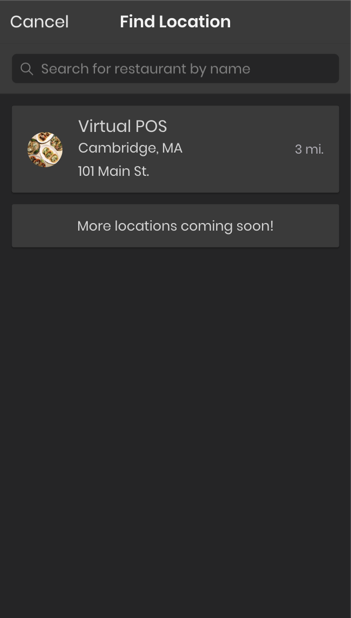 Cancel
Find Location
Search for restaurant by name
Virtual POS
Cambridge, MA
3 mi.
101 Main St.
More locations coming soon!